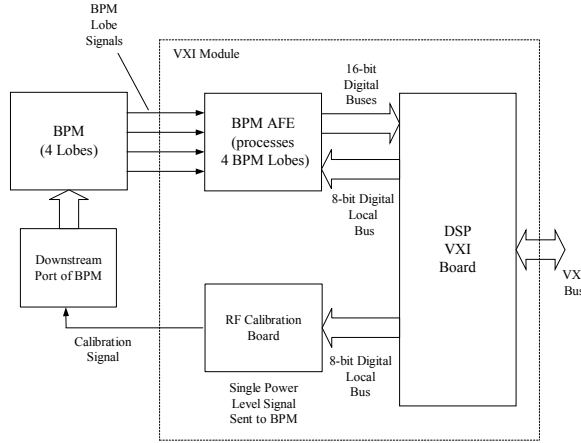 BPM
Lobe
Signals
VXI Module
16-bit
Digital
Buses
BPM
(4 Lobes)
BPM AFE
(processes
4 BPM Lobes)
8-bit Digital
Local
Bus
DSP
VXI
Board
VXI
Bus
Downstream
Port of BPM
RF Calibration
Board
Calibration
Signal
8-bit Digital
Local
Bus
Single Power
Level Signal
Sent to BPM